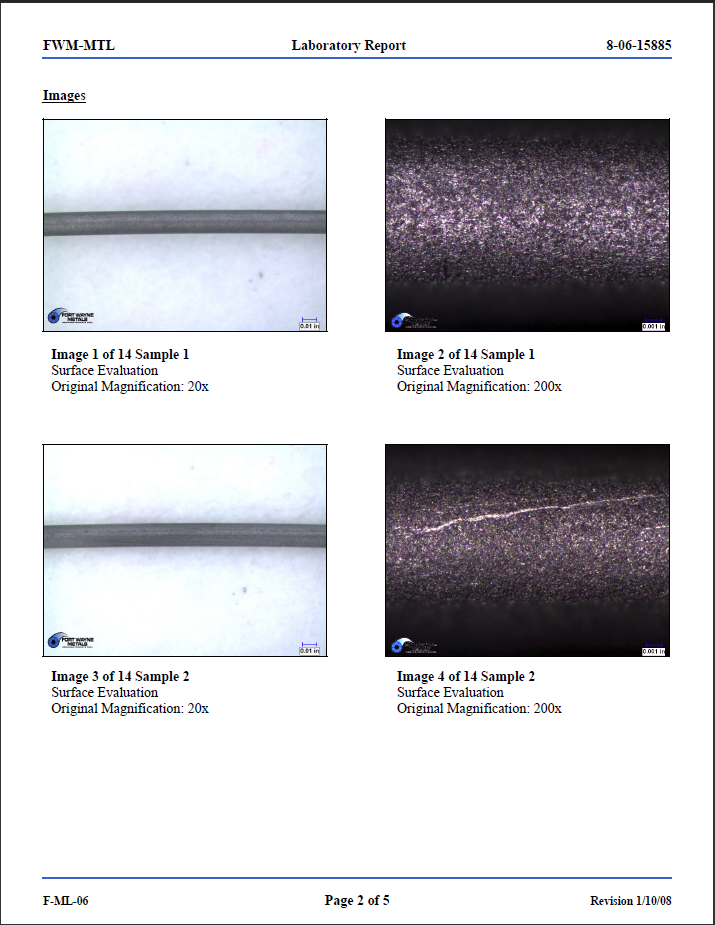 FWM-MTL Laboratory Report 8-06-15885
Images
FORT WAYNE
METALS
0.01 in
0.001 in
Image 1 of 14 Sample 1
Surface Evaluation
Original Magnification: 20x
Image 2 of 14 Sample 1
Surface Evaluation
Original Magnification: 200x
FORT WAYNE
METALS
0.01 in
0.001 in
Image 3 of 14 Sample 2
Surface Evaluation
Original Magnification: 20x
Image 4 of 14 Sample 2
Surface Evaluation
Original Magnification: 200x
F-ML-06 Page 2 of 5 Revision 1/10/08